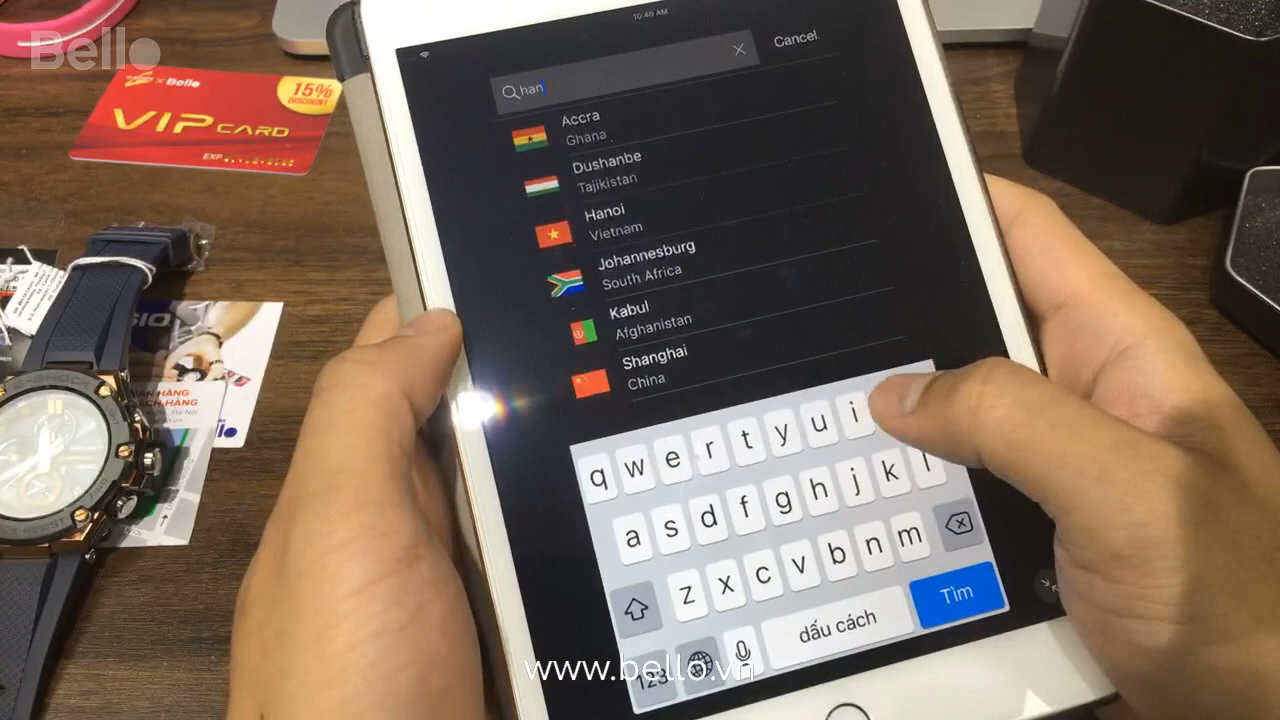 Bello
10:40 AM
× Bello
15%
DISCOUNT
VIP CARD
EXP
han
Cancel
Accra
Ghana
Dushanbe
Tajikistan
Hanoi
Vietnam
Johannesburg
South Africa
Kabul
Afghanistan
Shanghai
China
q w e r t y u i
a s d f g h j k l
z x c v b n m
123
dấu cách
Tìm
www.bello.vn